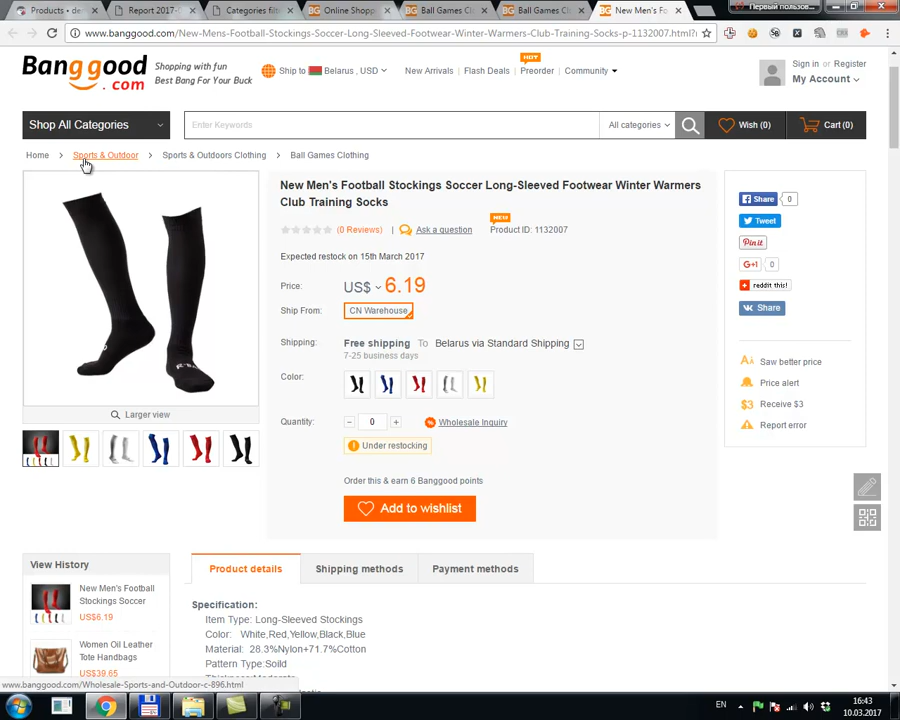 Products ‹ de
Report 2017-
Categories filt
Online Shopp
Ball Games Cl
Ball Games Cl
New Men's Fo
Первый пользов...
www.banggood.com/New-Mens-Football-Stockings-Soccer-Long-Sleeved-Footwear-Winter-Warmers-Club-Training-Socks-p-1132007.html?
Banggood
.com
Shopping with fun
Best Bang For Your Buck
Ship to Belarus , USD
New Arrivals
Flash Deals
HOT
Preorder
Community
Sign in or Register
My Account
Shop All Categories
Enter Keywords
All categories
Wish (0)
Cart (0)
Home > Sports & Outdoor > Sports & Outdoors Clothing > Ball Games Clothing
New Men's Football Stockings Soccer Long-Sleeved Footwear Winter Warmers
Club Training Socks
(0 Reviews) | Ask a question
NEW
Product ID: 1132007
Expected restock on 15th March 2017
Price: US$ 6.19
Ship From: CN Warehouse
Shipping: Free shipping To Belarus via Standard Shipping
7-25 business days
Color:
Quantity: − 0 + Wholesale Inquiry
Under restocking
Order this & earn 6 Banggood points
Add to wishlist
Larger view
Share 0
Tweet
Pin it
G+1 0
reddit this!
Share
Saw better price
Price alert
$3 Receive $3
Report error
View History
New Men's Football
Stockings Soccer
US$6.19
Women Oil Leather
Tote Handbags
US$39.65
Product details
Shipping methods
Payment methods
Specification:
Item Type: Long-Sleeved Stockings
Color: White,Red,Yellow,Black,Blue
Material: 28.3%Nylon+71.7%Cotton
Pattern Type:Soild
www.banggood.com/Wholesale-Sports-and-Outdoor-c-896.html
EN
16:43
10.03.2017